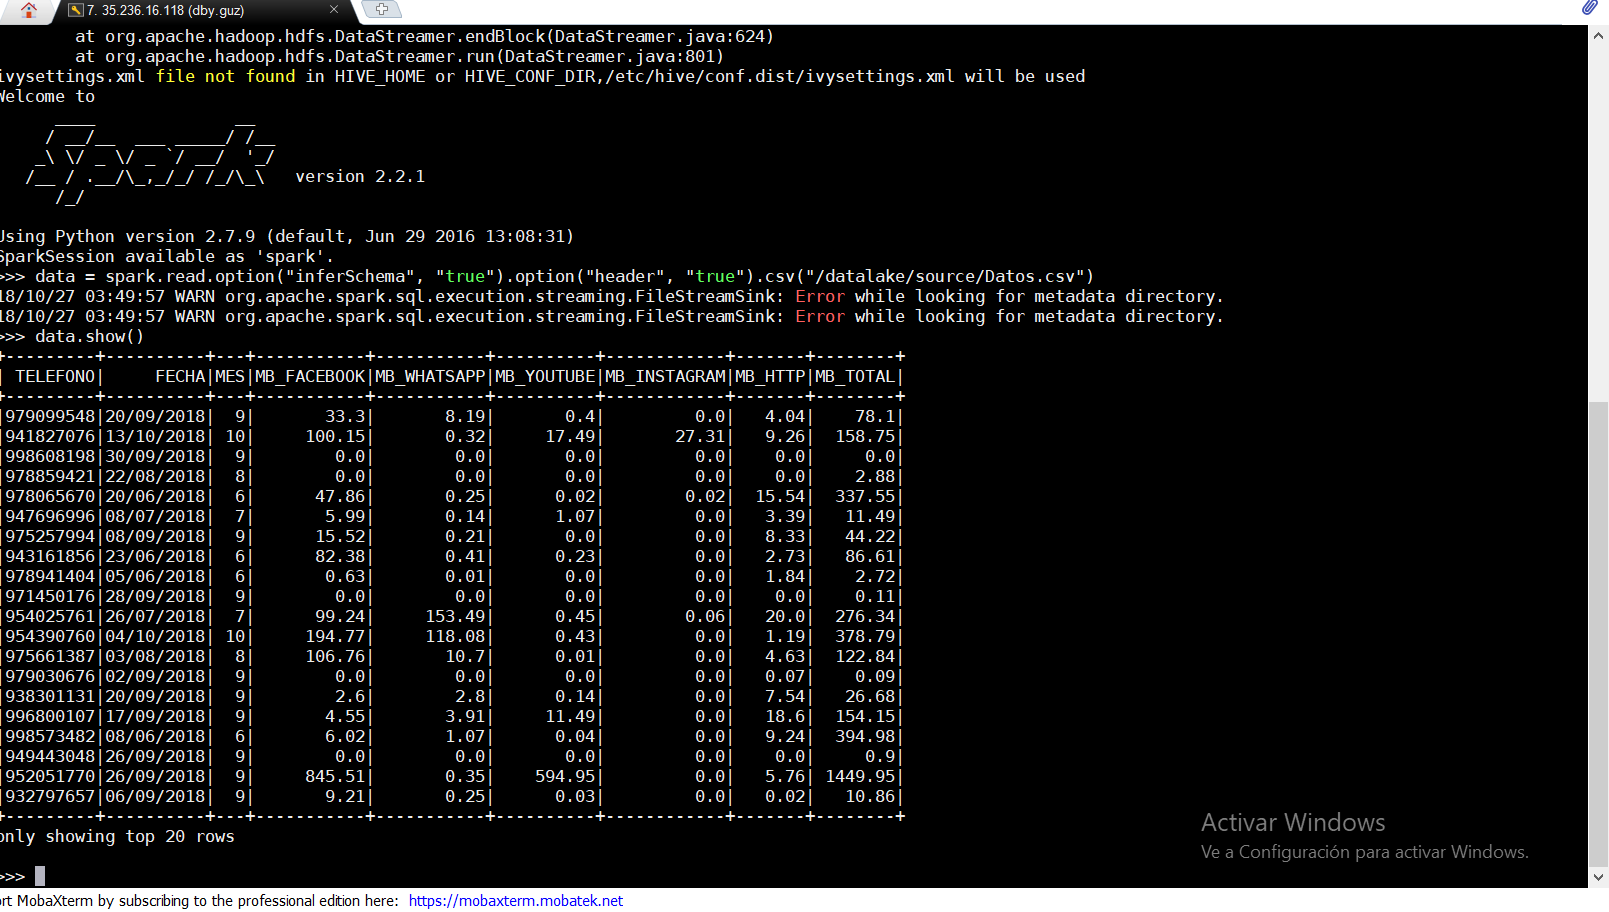 7. 35.236.16.118 (dby.guz)
at org.apache.hadoop.hdfs.DataStreamer.endBlock(DataStreamer.java:624)
at org.apache.hadoop.hdfs.DataStreamer.run(DataStreamer.java:801)
ivysettings.xml file not found in HIVE_HOME or HIVE_CONF_DIR,/etc/hive/conf.dist/ivysettings.xml will be used
Welcome to
      ____              __
     / __/__  ___ _____/ /__
    _\ \/ _ \/ _ `/ __/  '_/
   /__ / .__/\_,_/_/ /_/\_\   version 2.2.1
      /_/
Using Python version 2.7.9 (default, Jun 29 2016 13:08:31)
SparkSession available as 'spark'.
>>> data = spark.read.option("inferSchema", "true").option("header", "true").csv("/datalake/source/Datos.csv")
18/10/27 03:49:57 WARN org.apache.spark.sql.execution.streaming.FileStreamSink: Error while looking for metadata directory.
18/10/27 03:49:57 WARN org.apache.spark.sql.execution.streaming.FileStreamSink: Error while looking for metadata directory.
>>> data.show()
+---------+----------+---+-----------+-----------+----------+------------+-------+--------+
| TELEFONO|     FECHA|MES|MB_FACEBOOK|MB_WHATSAPP|MB_YOUTUBE|MB_INSTAGRAM|MB_HTTP|MB_TOTAL|
+---------+----------+---+-----------+-----------+----------+------------+-------+--------+
|979099548|20/09/2018|  9|       33.3|       8.19|       0.4|         0.0|   4.04|    78.1|
|941827076|13/10/2018| 10|     100.15|       0.32|     17.49|       27.31|   9.26|  158.75|
|998608198|30/09/2018|  9|        0.0|        0.0|       0.0|         0.0|    0.0|     0.0|
|978859421|22/08/2018|  8|        0.0|        0.0|       0.0|         0.0|    0.0|    2.88|
|978065670|20/06/2018|  6|      47.86|       0.25|      0.02|        0.02|  15.54|  337.55|
|947696996|08/07/2018|  7|       5.99|       0.14|      1.07|         0.0|   3.39|   11.49|
|975257994|08/09/2018|  9|      15.52|       0.21|       0.0|         0.0|   8.33|   44.22|
|943161856|23/06/2018|  6|      82.38|       0.41|      0.23|         0.0|   2.73|   86.61|
|978941404|05/06/2018|  6|       0.63|       0.01|       0.0|         0.0|   1.84|    2.72|
|971450176|28/09/2018|  9|        0.0|        0.0|       0.0|         0.0|    0.0|    0.11|
|954025761|26/07/2018|  7|      99.24|     153.49|      0.45|        0.06|   20.0|  276.34|
|954390760|04/10/2018| 10|     194.77|     118.08|      0.43|         0.0|   1.19|  378.79|
|975661387|03/08/2018|  8|     106.76|       10.7|      0.01|         0.0|   4.63|  122.84|
|979030676|02/09/2018|  9|        0.0|        0.0|       0.0|         0.0|   0.07|    0.09|
|938301131|20/09/2018|  9|        2.6|        2.8|      0.14|         0.0|   7.54|   26.68|
|996800107|17/09/2018|  9|       4.55|       3.91|     11.49|         0.0|   18.6|  154.15|
|998573482|08/06/2018|  6|       6.02|       1.07|      0.04|         0.0|   9.24|  394.98|
|949443048|26/09/2018|  9|        0.0|        0.0|       0.0|         0.0|    0.0|     0.9|
|952051770|26/09/2018|  9|     845.51|       0.35|    594.95|         0.0|   5.76| 1449.95|
|932797657|06/09/2018|  9|       9.21|       0.25|      0.03|         0.0|   0.02|   10.86|
+---------+----------+---+-----------+-----------+----------+------------+-------+--------+
only showing top 20 rows
>>>
Activar Windows
Ve a Configuración para activar Windows.
rt MobaXterm by subscribing to the professional edition here: https://mobaxterm.mobatek.net